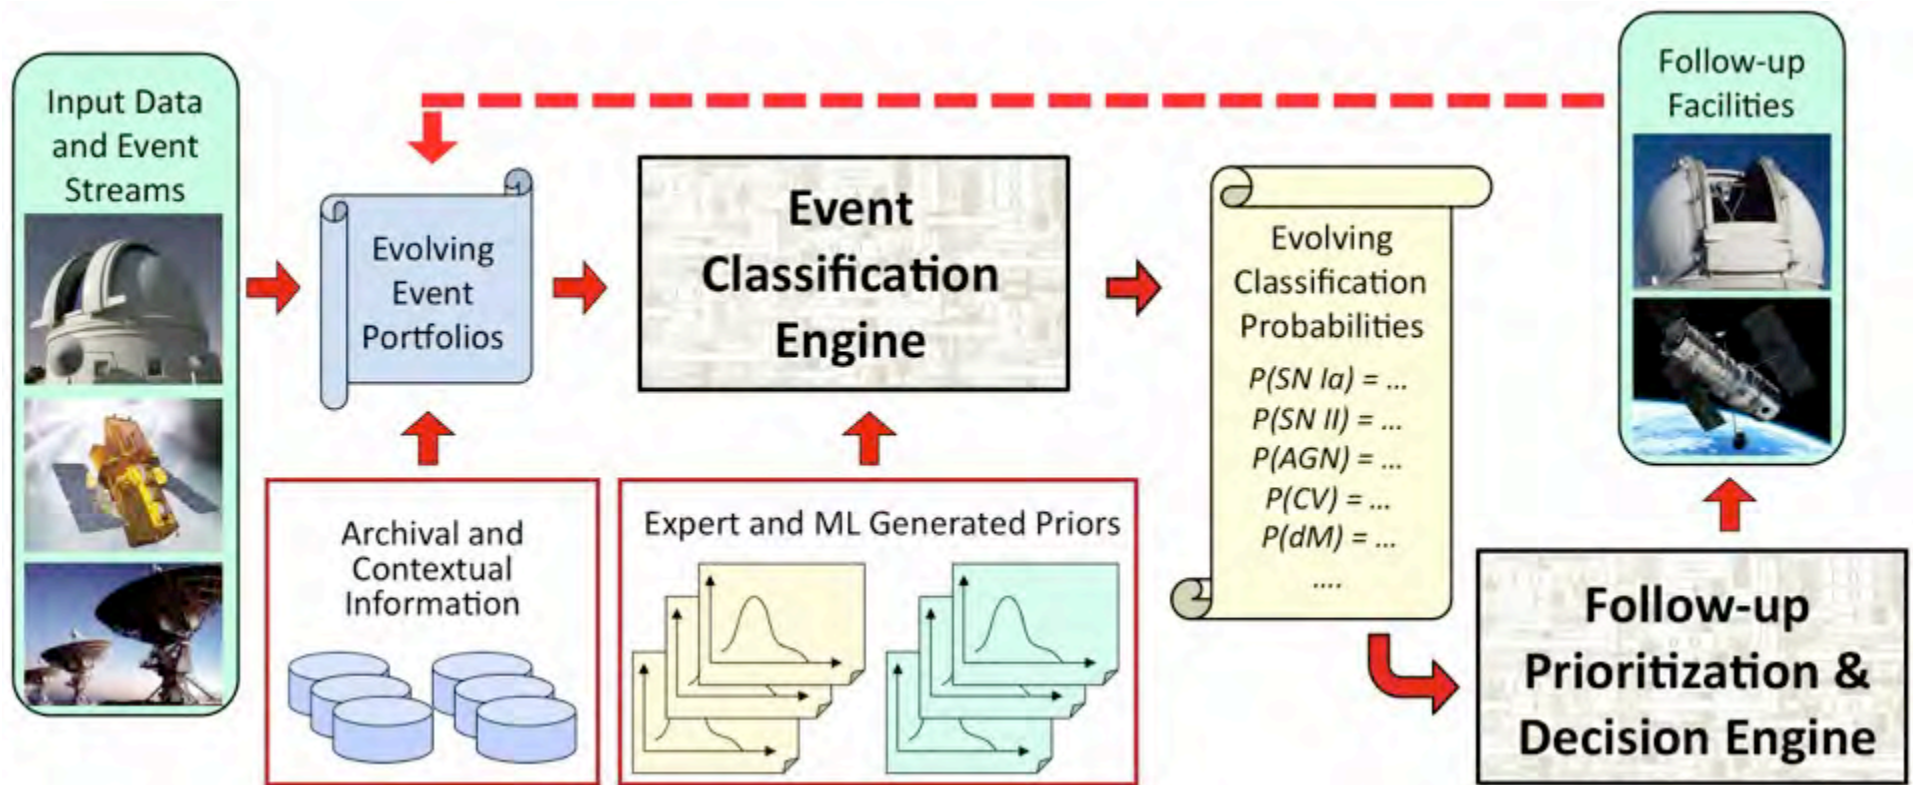 Input Data
and Event
Streams
Evolving
Event
Portfolios
Event
Classification
Engine
Evolving
Classification
Probabilities
P(SN Ia) = ...
P(SN II) = ...
P(AGN) = ...
P(CV) = ...
P(dM) = ...
....
Follow-up
Facilities
Archival and
Contextual
Information
Expert and ML Generated Priors
Follow-up
Prioritization &
Decision Engine